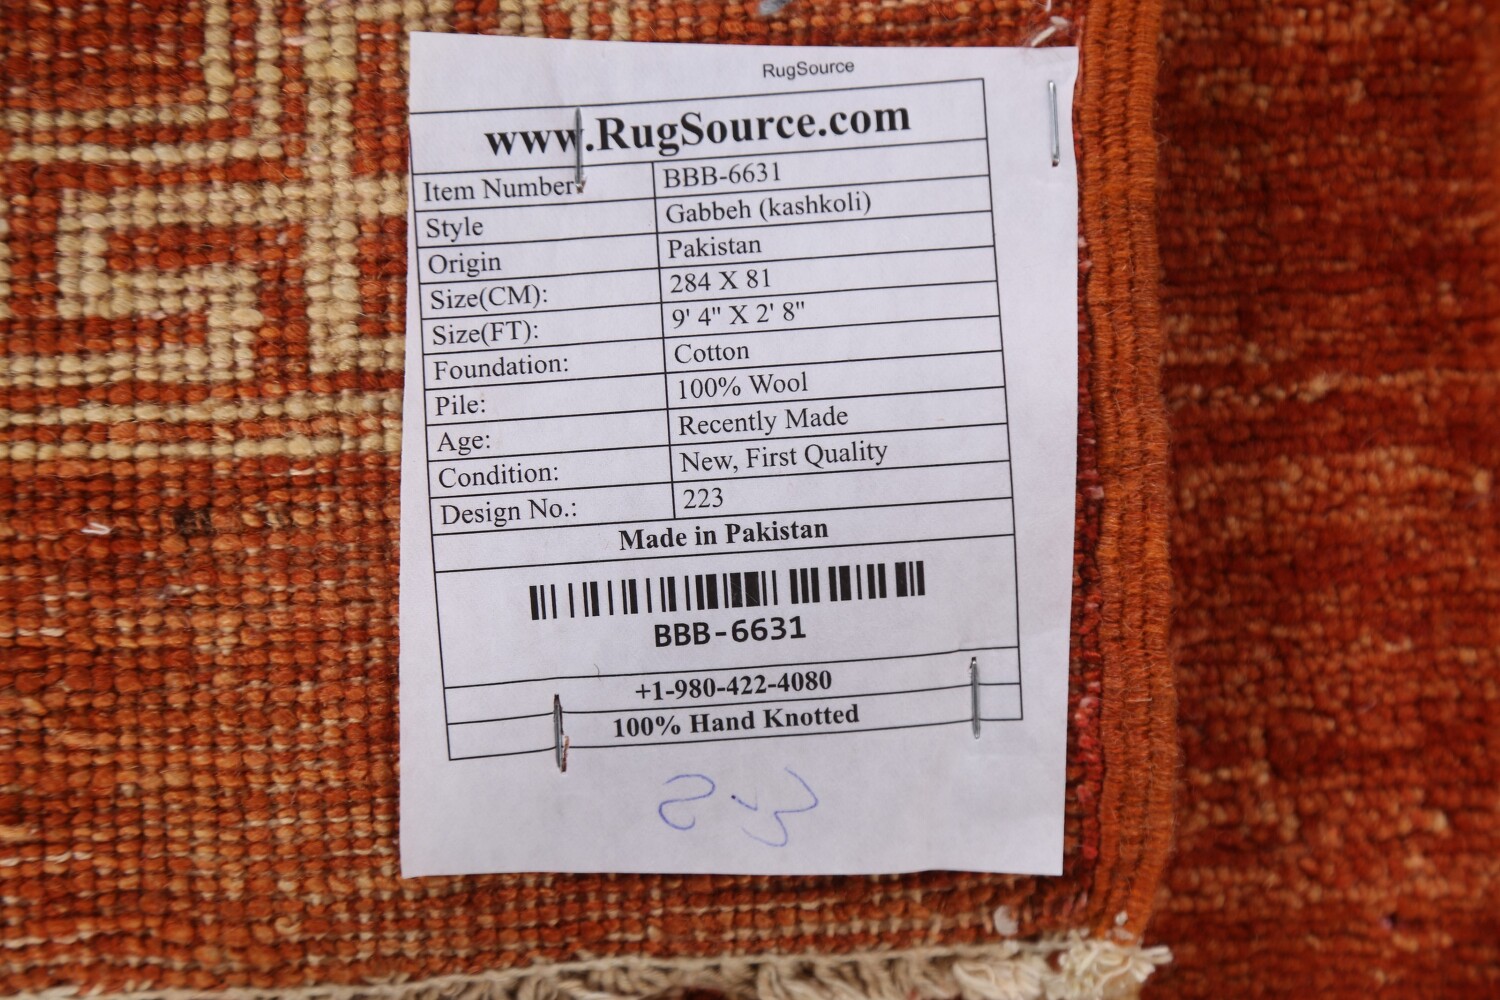 RugSource
www.RugSource.com
Item Number: BBB-6631
Style Gabbeh (kashkoli)
Origin Pakistan
Size(CM): 284 X 81
Size(FT): 9' 4" X 2' 8"
Foundation: Cotton
Pile: 100% Wool
Age: Recently Made
Condition: New, First Quality
Design No.: 223
Made in Pakistan
BBB-6631
+1-980-422-4080
100% Hand Knotted